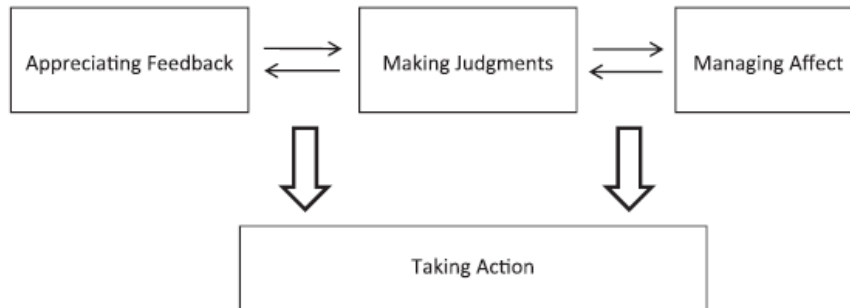 Appreciating Feedback
Making Judgments
Managing Affect
Taking Action